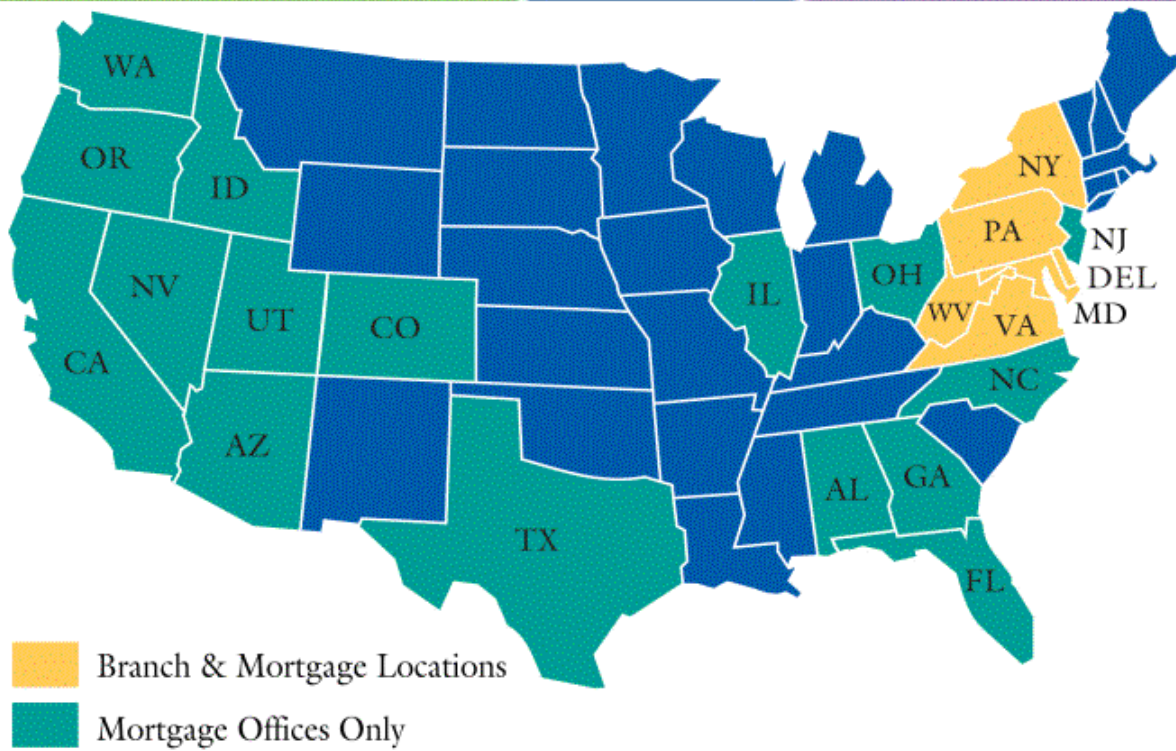 WA
OR
ID
NY
PA
NJ
DEL
MD
NV
UT
CO
IL
OH
WV
VA
CA
NC
AZ
AL
GA
TX
FL
Branch & Mortgage Locations
Mortgage Offices Only